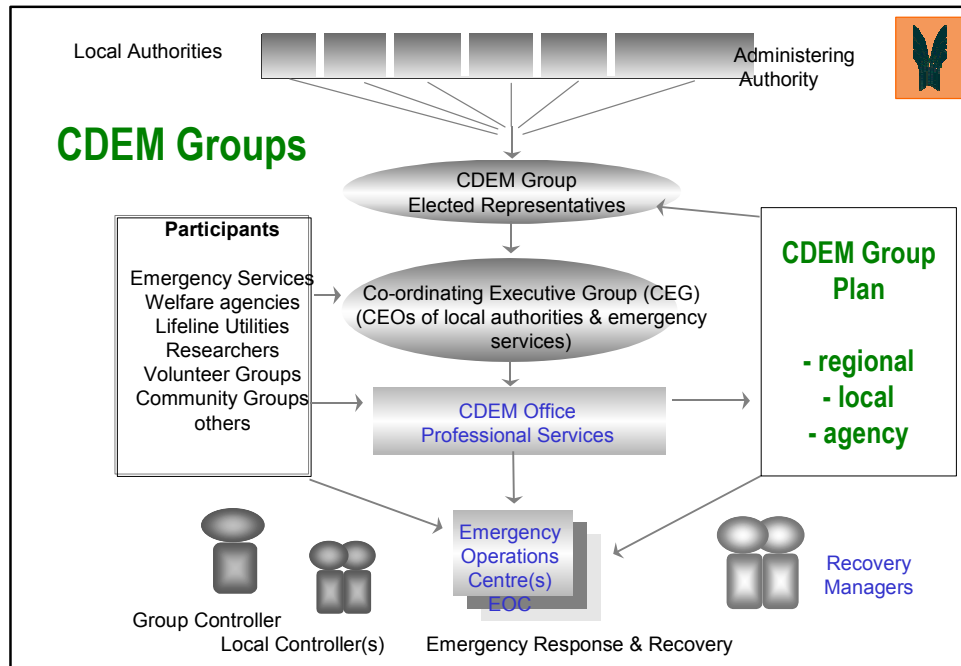 Local Authorities
Administering
Authority
CDEM Groups
CDEM Group
Elected Representatives
Participants
Emergency Services
Welfare agencies
Lifeline Utilities
Researchers
Volunteer Groups
Community Groups
others
Co-ordinating Executive Group (CEG)
(CEOs of local authorities & emergency
services)
CDEM Office
Professional Services
CDEM Group
Plan
- regional
- local
- agency
Emergency
Operations
Centre(s)
EOC
Group Controller
Local Controller(s)
Emergency Response & Recovery
Recovery
Managers